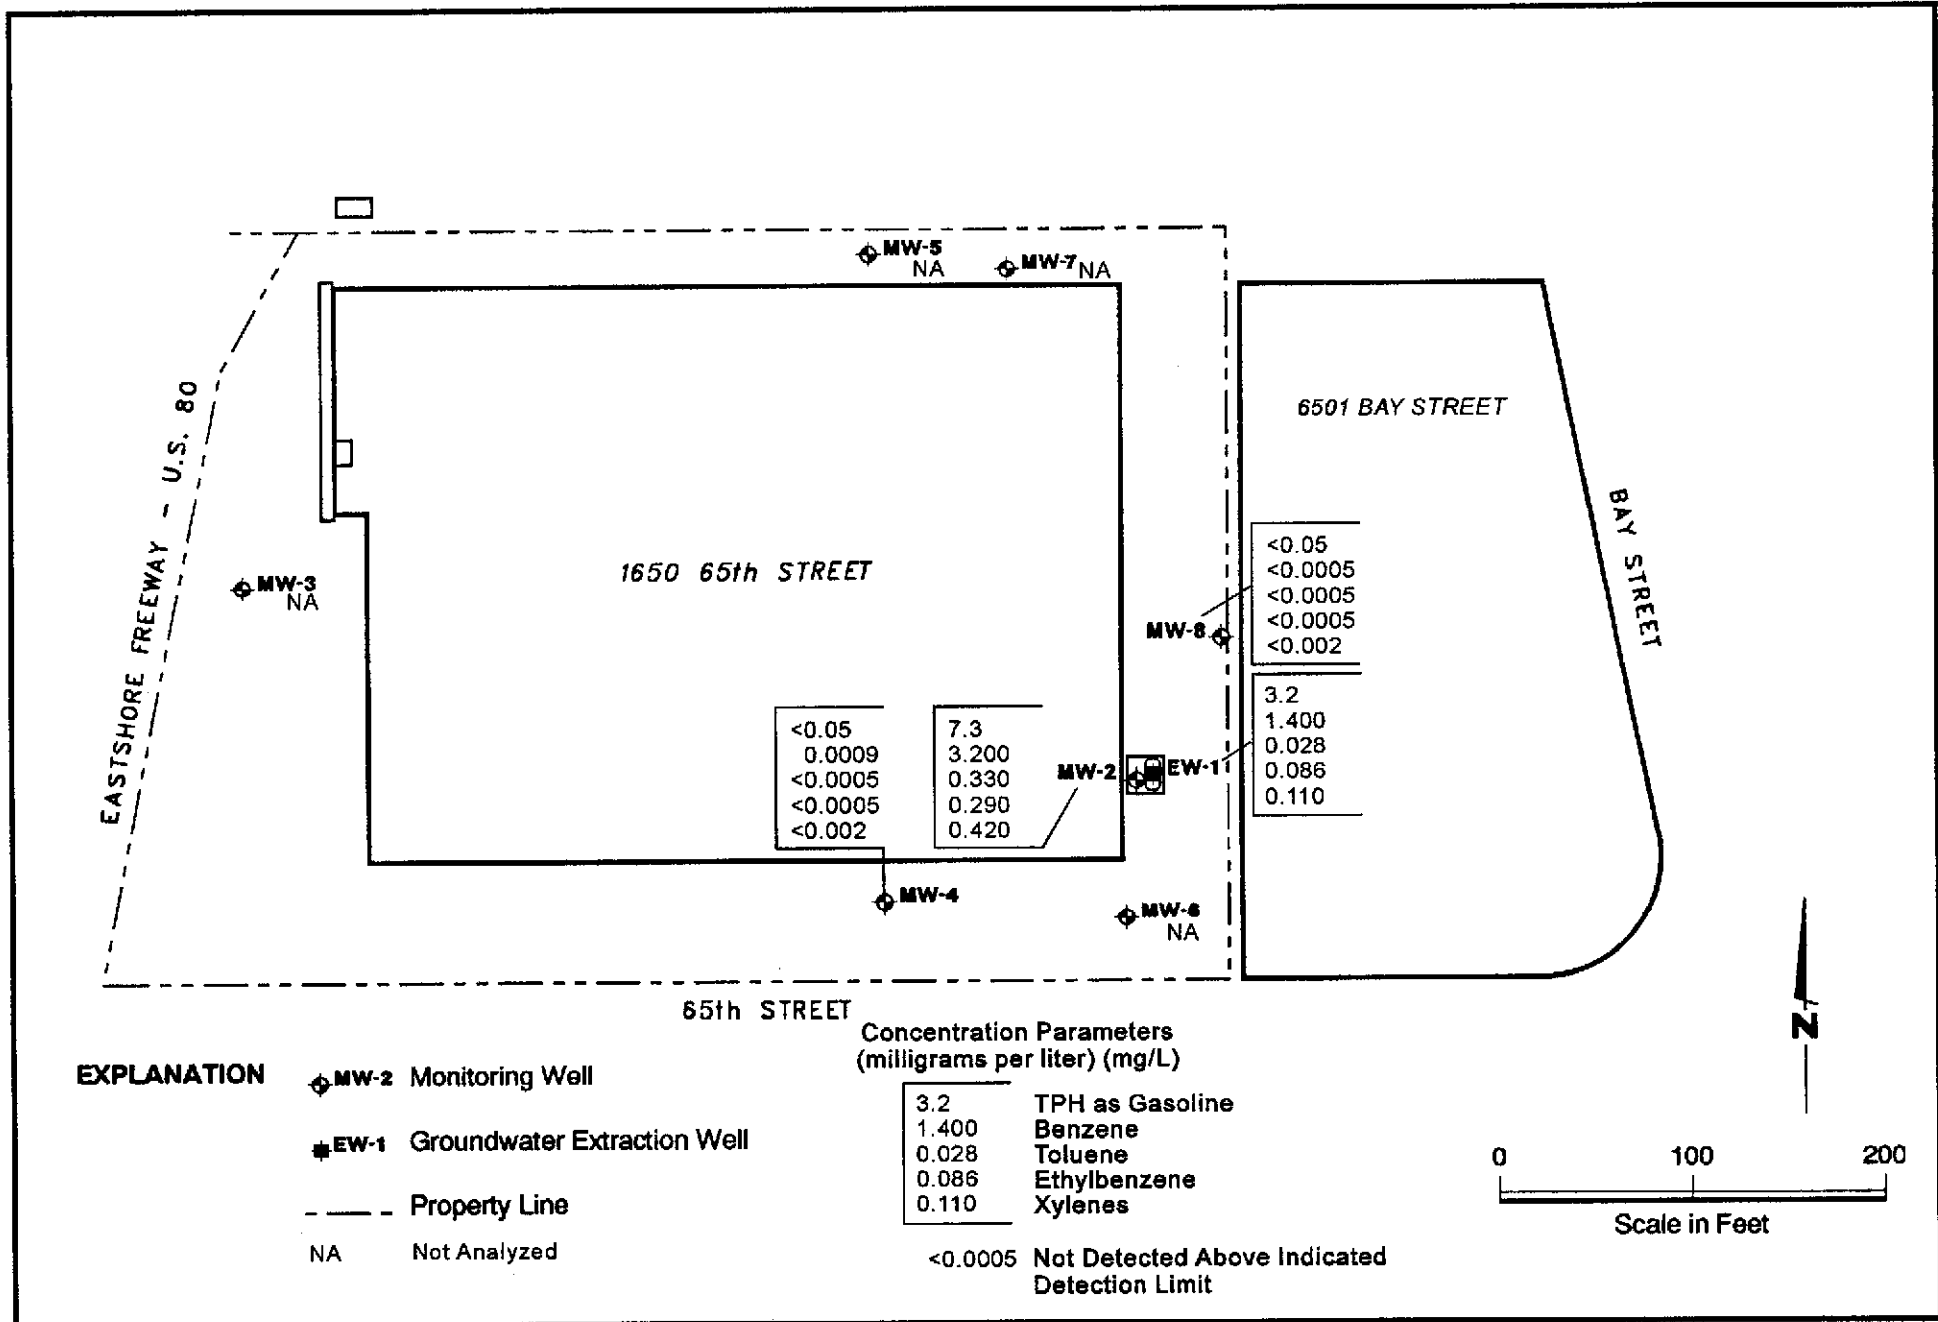 MW-5
NA
MW-7 NA
EASTSHORE FREEWAY - U.S. 80
6501 BAY STREET
BAY STREET
1650 65th STREET
MW-3
NA
MW-8
<0.05
<0.0005
<0.0005
<0.0005
<0.002
<0.05
0.0009
<0.0005
<0.0005
<0.002
7.3
3.200
0.330
0.290
0.420
MW-2
EW-1
3.2
1.400
0.028
0.086
0.110
MW-4
MW-6
NA
65th STREET
EXPLANATION
MW-2 Monitoring Well
EW-1 Groundwater Extraction Well
Property Line
NA Not Analyzed
Concentration Parameters
(milligrams per liter) (mg/L)
3.2 TPH as Gasoline
1.400 Benzene
0.028 Toluene
0.086 Ethylbenzene
0.110 Xylenes
<0.0005 Not Detected Above Indicated
Detection Limit
N
0 100 200
Scale in Feet